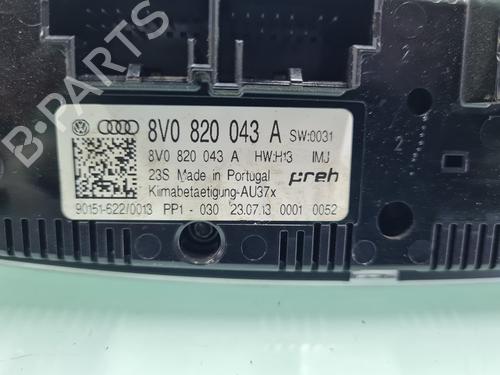 B-PARTS
8V0 820 043 A SW:0031
8V0 820 043 A HW:H13 IMJ
23S Made in Portugal preh
Klimabetaetigung-AU37x
90151-622/0013 PP1 - 030 23.07.13 0001 0052
2